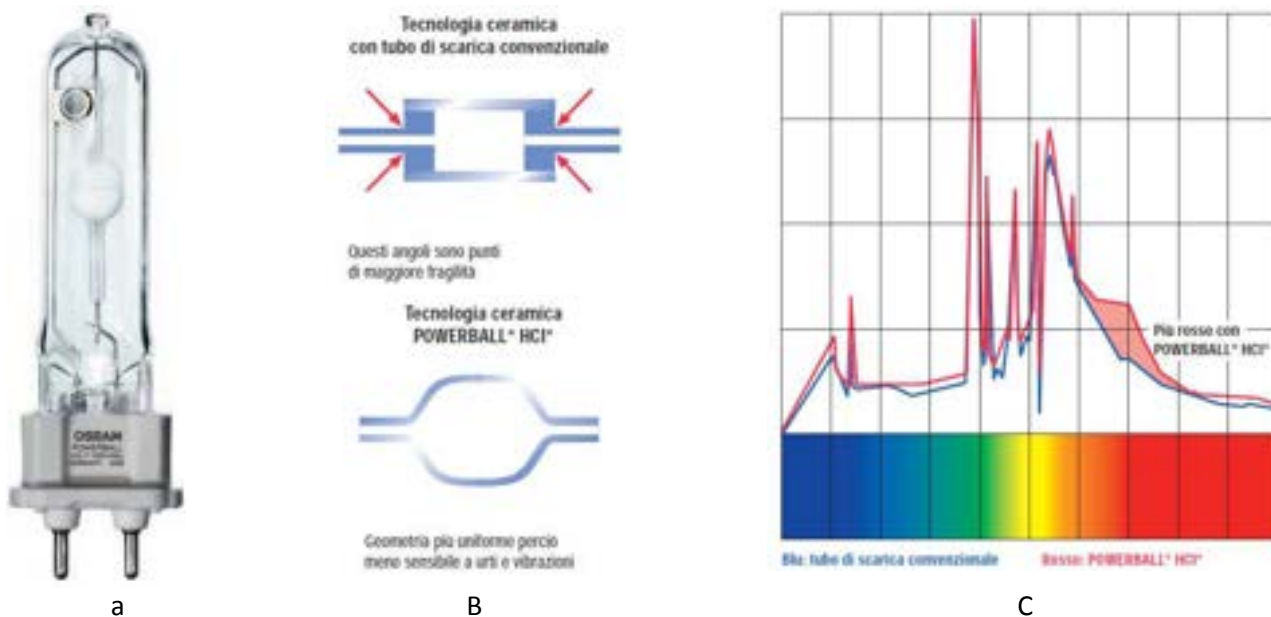 OSRAM
POWERBALL
Tecnologia ceramica
con tubo di scarica convenzionale
Questi angoli sono punti
di maggiore fragilità
Tecnologia ceramica
POWERBALL® HCI®
Geometria più uniforme perciò
meno sensibile a urti e vibrazioni
Più rosso con
POWERBALL® HCI®
Blu: tubo di scarica convenzionale
Rosso: POWERBALL® HCI®
a
B
C